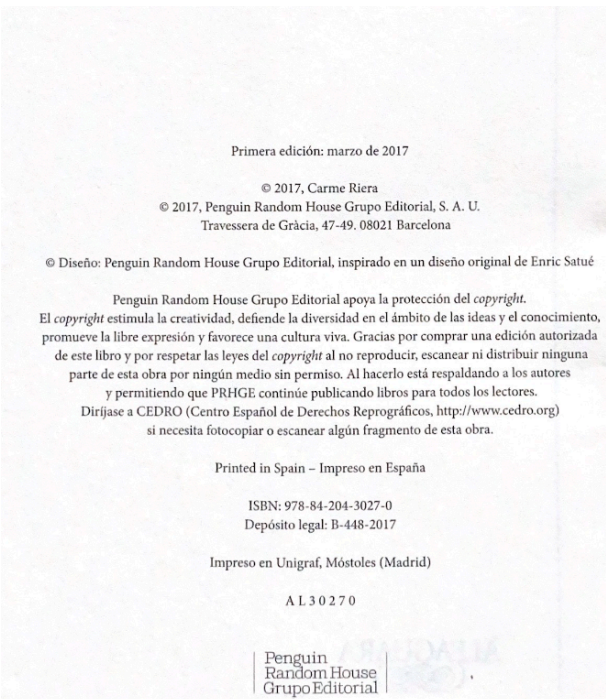 Primera edición: marzo de 2017
© 2017, Carme Riera
© 2017, Penguin Random House Grupo Editorial, S. A. U.
Travessera de Gràcia, 47-49. 08021 Barcelona
© Diseño: Penguin Random House Grupo Editorial, inspirado en un diseño original de Enric Satué
Penguin Random House Grupo Editorial apoya la protección del copyright.
El copyright estimula la creatividad, defiende la diversidad en el ámbito de las ideas y el conocimiento,
promueve la libre expresión y favorece una cultura viva. Gracias por comprar una edición autorizada
de este libro y por respetar las leyes del copyright al no reproducir, escanear ni distribuir ninguna
parte de esta obra por ningún medio sin permiso. Al hacerlo está respaldando a los autores
y permitiendo que PRHGE continúe publicando libros para todos los lectores.
Diríjase a CEDRO (Centro Español de Derechos Reprográficos, http://www.cedro.org)
si necesita fotocopiar o escanear algún fragmento de esta obra.
Printed in Spain – Impreso en España
ISBN: 978-84-204-3027-0
Depósito legal: B-448-2017
Impreso en Unigraf, Móstoles (Madrid)
AL30270
Penguin
Random House
Grupo Editorial
ALFAGUARA